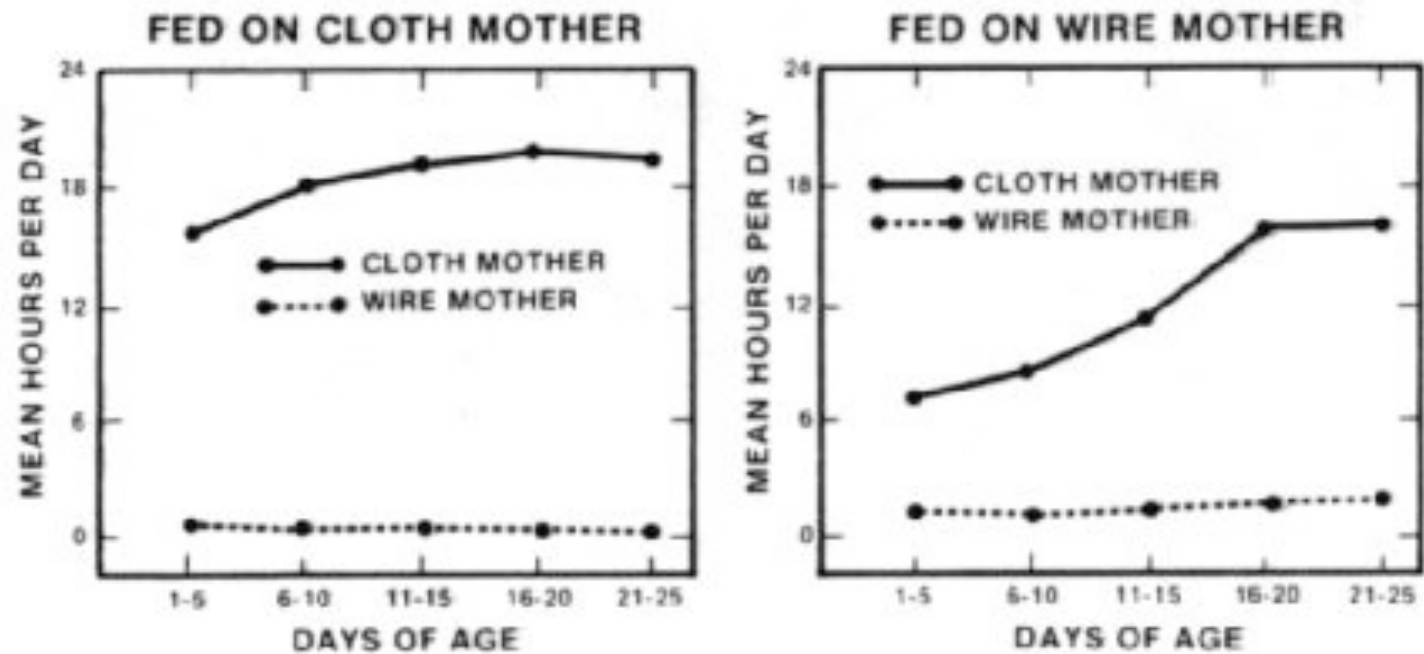 FED ON CLOTH MOTHER
24
18
12
6
0
MEAN HOURS PER DAY
CLOTH MOTHER
WIRE MOTHER
1-5
6-10
11-15
16-20
21-25
DAYS OF AGE
FED ON WIRE MOTHER
24
18
12
6
0
MEAN HOURS PER DAY
CLOTH MOTHER
WIRE MOTHER
1-5
6-10
11-15
16-20
21-25
DAYS OF AGE